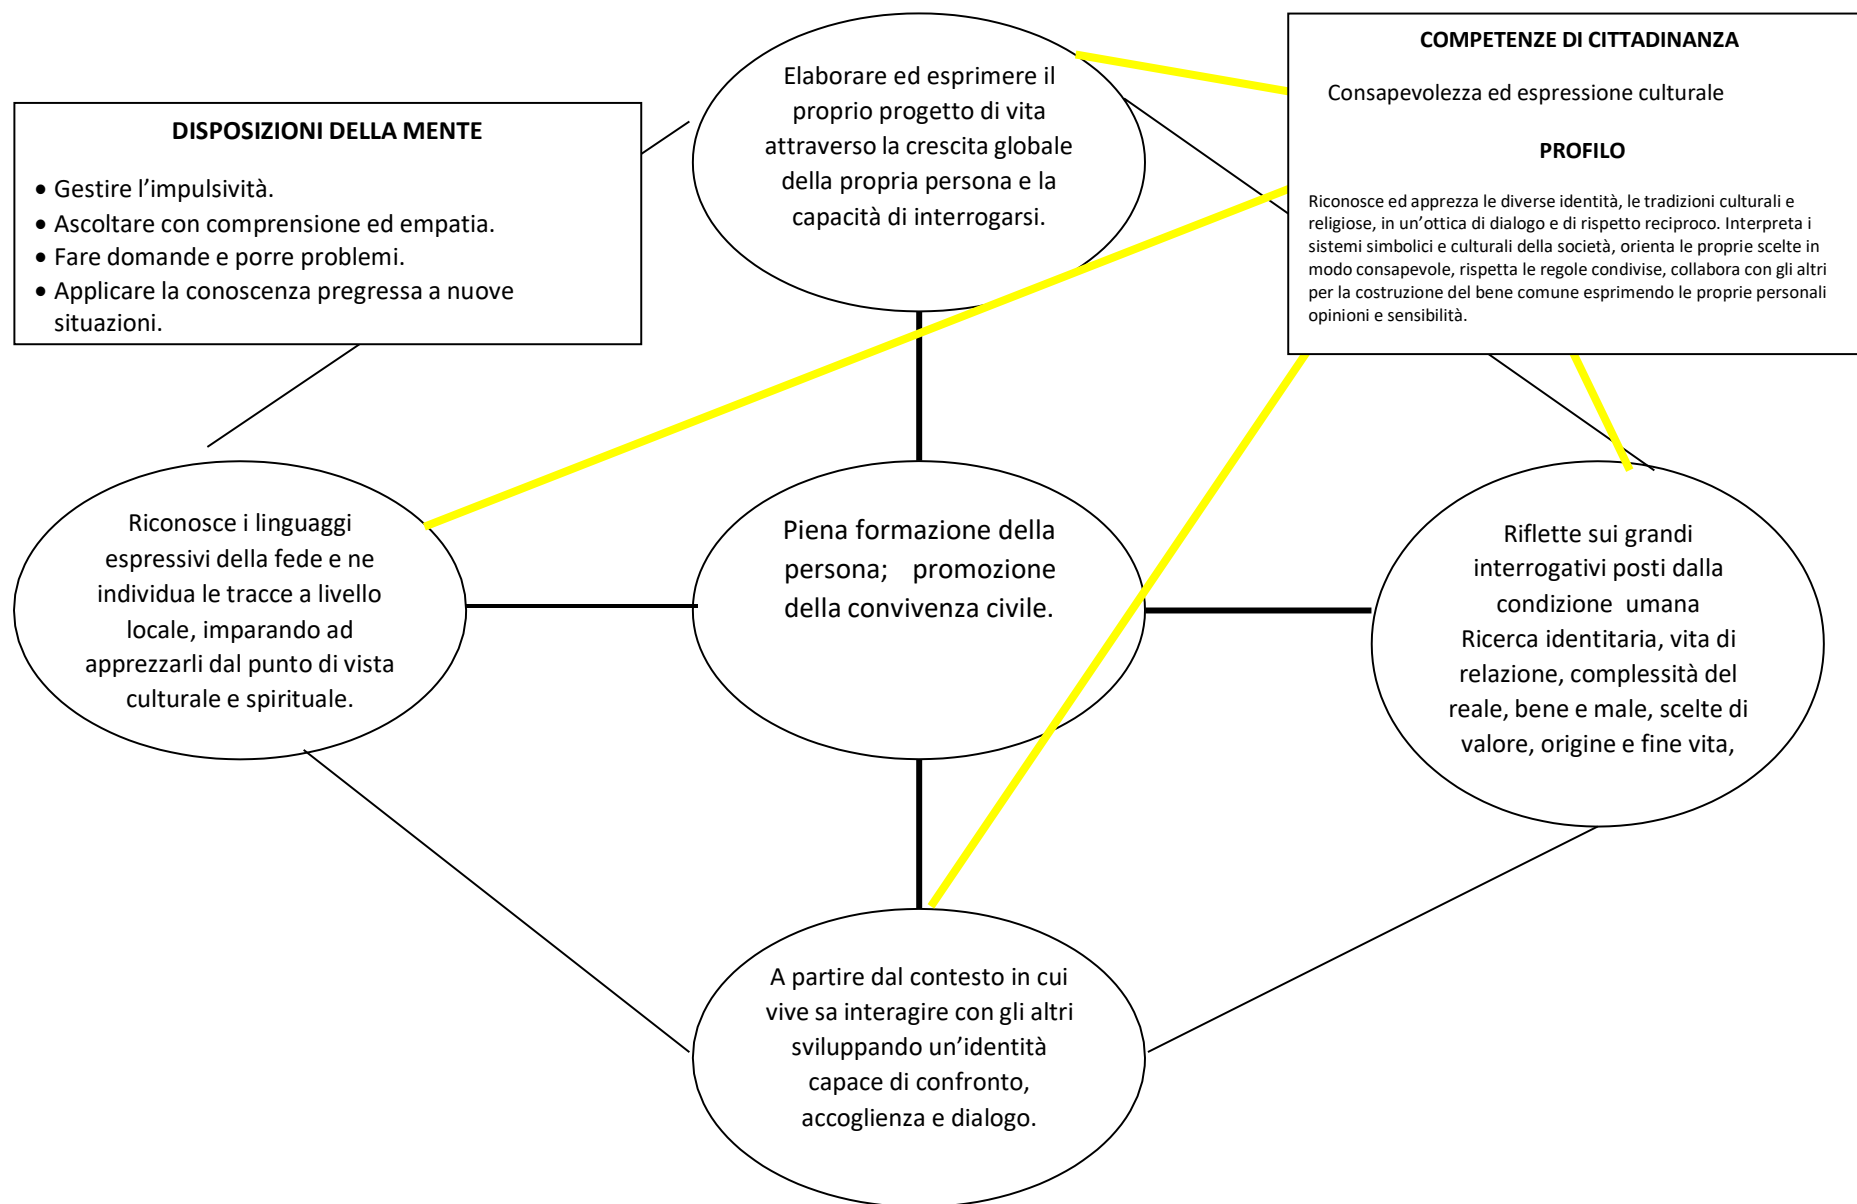 DISPOSIZIONI DELLA MENTE
• Gestire l’impulsività.
• Ascoltare con comprensione ed empatia.
• Fare domande e porre problemi.
• Applicare la conoscenza pregressa a nuove
situazioni.
Elaborare ed esprimere il
proprio progetto di vita
attraverso la crescita globale
della propria persona e la
capacità di interrogarsi.
COMPETENZE DI CITTADINANZA
Consapevolezza ed espressione culturale
PROFILO
Riconosce ed apprezza le diverse identità, le tradizioni culturali e
religiose, in un’ottica di dialogo e di rispetto reciproco. Interpreta i
sistemi simbolici e culturali della società, orienta le proprie scelte in
modo consapevole, rispetta le regole condivise, collabora con gli altri
per la costruzione del bene comune esprimendo le proprie personali
opinioni e sensibilità.
Riconosce i linguaggi
espressivi della fede e ne
individua le tracce a livello
locale, imparando ad
apprezzarli dal punto di vista
culturale e spirituale.
Piena formazione della
persona; promozione
della convivenza civile.
Riflette sui grandi
interrogativi posti dalla
condizione umana
Ricerca identitaria, vita di
relazione, complessità del
reale, bene e male, scelte di
valore, origine e fine vita,
A partire dal contesto in cui
vive sa interagire con gli altri
sviluppando un’identità
capace di confronto,
accoglienza e dialogo.